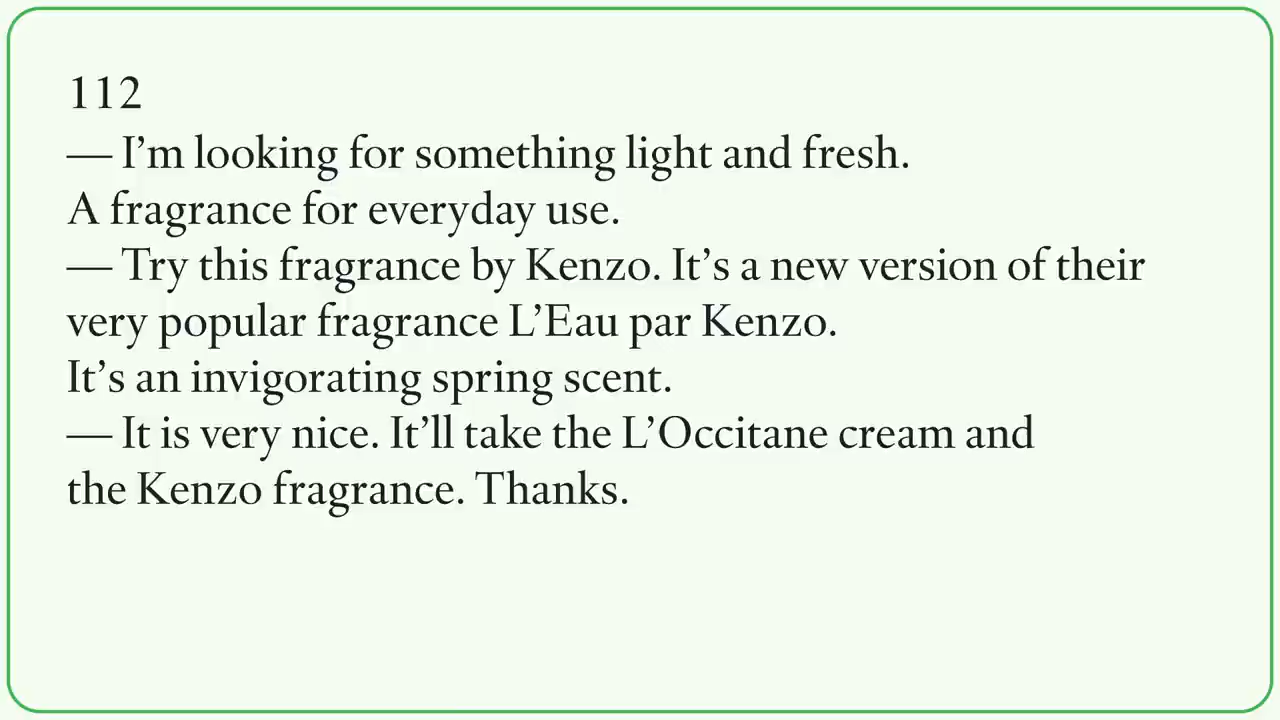 112
— I’m looking for something light and fresh.
A fragrance for everyday use.
— Try this fragrance by Kenzo. It’s a new version of their
very popular fragrance L’Eau par Kenzo.
It’s an invigorating spring scent.
— It is very nice. It’ll take the L’Occitane cream and
the Kenzo fragrance. Thanks.